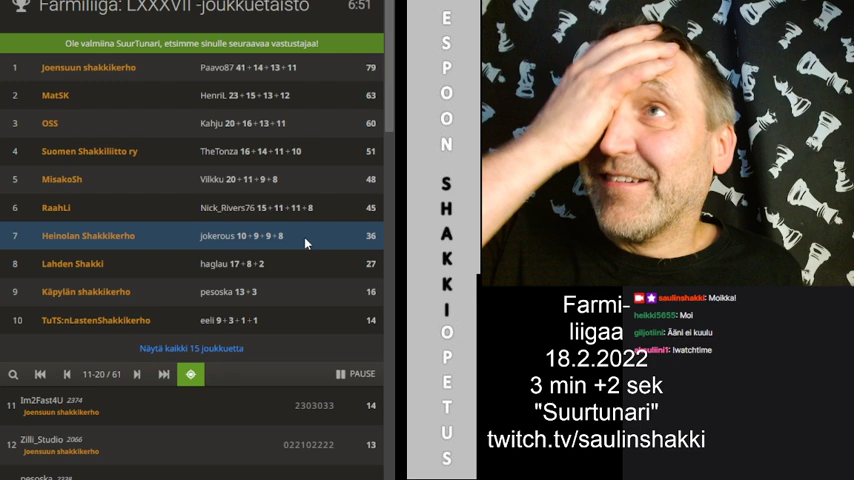 Farmiliiga: LXXXVII -joukkuetaisto 6:51
Ole valmiina SuurTunari, etsimme sinulle seuraavaa vastustajaa!
1 Joensuun shakkikerho Paavo87 41 + 14 + 13 + 11 79
2 MatSK HenriL 23 + 15 + 13 + 12 63
3 OSS Kahju 20 + 16 + 13 + 11 60
4 Suomen Shakkiliitto ry TheTonza 16 + 14 + 11 + 10 51
5 MisakoSh Vilkku 20 + 11 + 9 + 8 48
6 RaahLi Nick_Rivers76 15 + 11 + 11 + 8 45
7 Heinolan Shakkikerho jokerous 10 + 9 + 9 + 8 36
8 Lahden Shakki haglau 17 + 8 + 2 27
9 Käpylän shakkikerho pesoska 13 + 3 16
10 TuTS:nLastenShakkikerho eeli 9 + 3 + 1 + 1 14
Näytä kaikki 15 joukkuetta
11-20 / 61 PAUSE
11 Im2Fast4U 2374 2303033 14
Joensuun shakkikerho
12 Zilli_Studio 2066 022102222 13
Joensuun shakkikerho
ESPOON
SHAKKIOPETUS
Farmi-
liigaa
18.2.2022
3 min +2 sek
"Suurtunari"
twitch.tv/saulinshakki
saulinshakki: Moikka!
heikki5655: Moi
giljotiini: Ääni ei kuulu
!watchtime